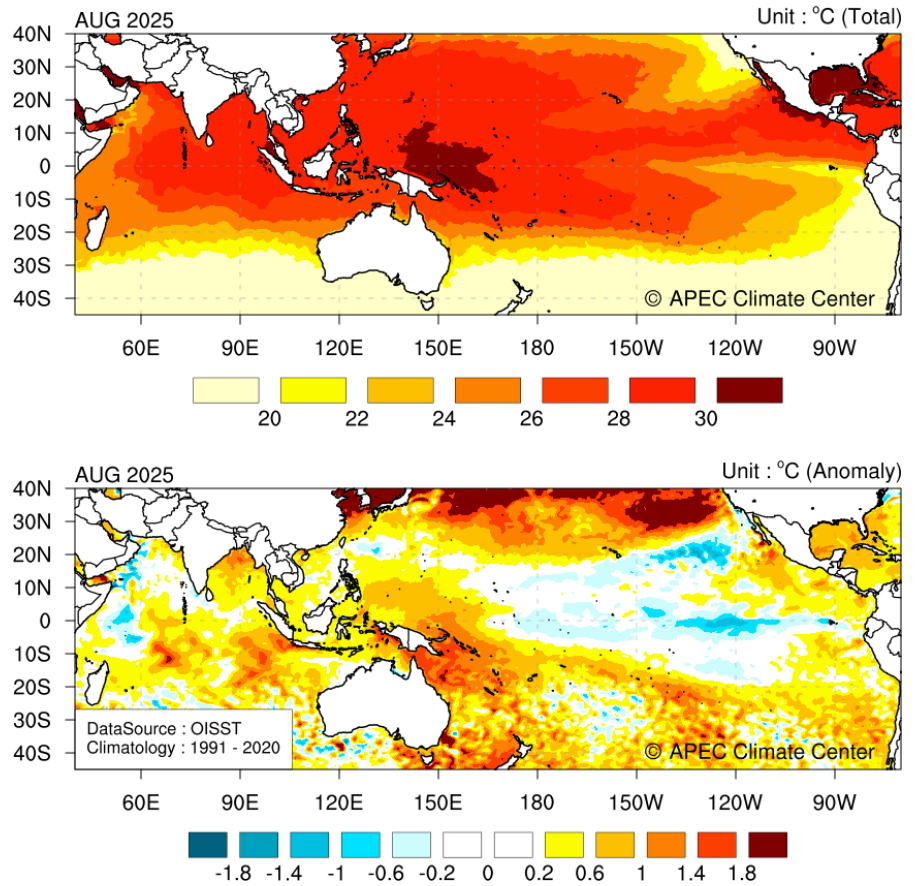 AUG 2025
Unit : °C (Total)
40N
30N
20N
10N
0
10S
20S
30S
40S
© APEC Climate Center
60E 90E 120E 150E 180 150W 120W 90W
20 22 24 26 28 30
AUG 2025
Unit : °C (Anomaly)
40N
30N
20N
10N
0
10S
20S
30S
40S
DataSource : OISST
Climatology : 1991 - 2020
© APEC Climate Center
60E 90E 120E 150E 180 150W 120W 90W
-1.8 -1.4 -1 -0.6 -0.2 0 0.2 0.6 1 1.4 1.8